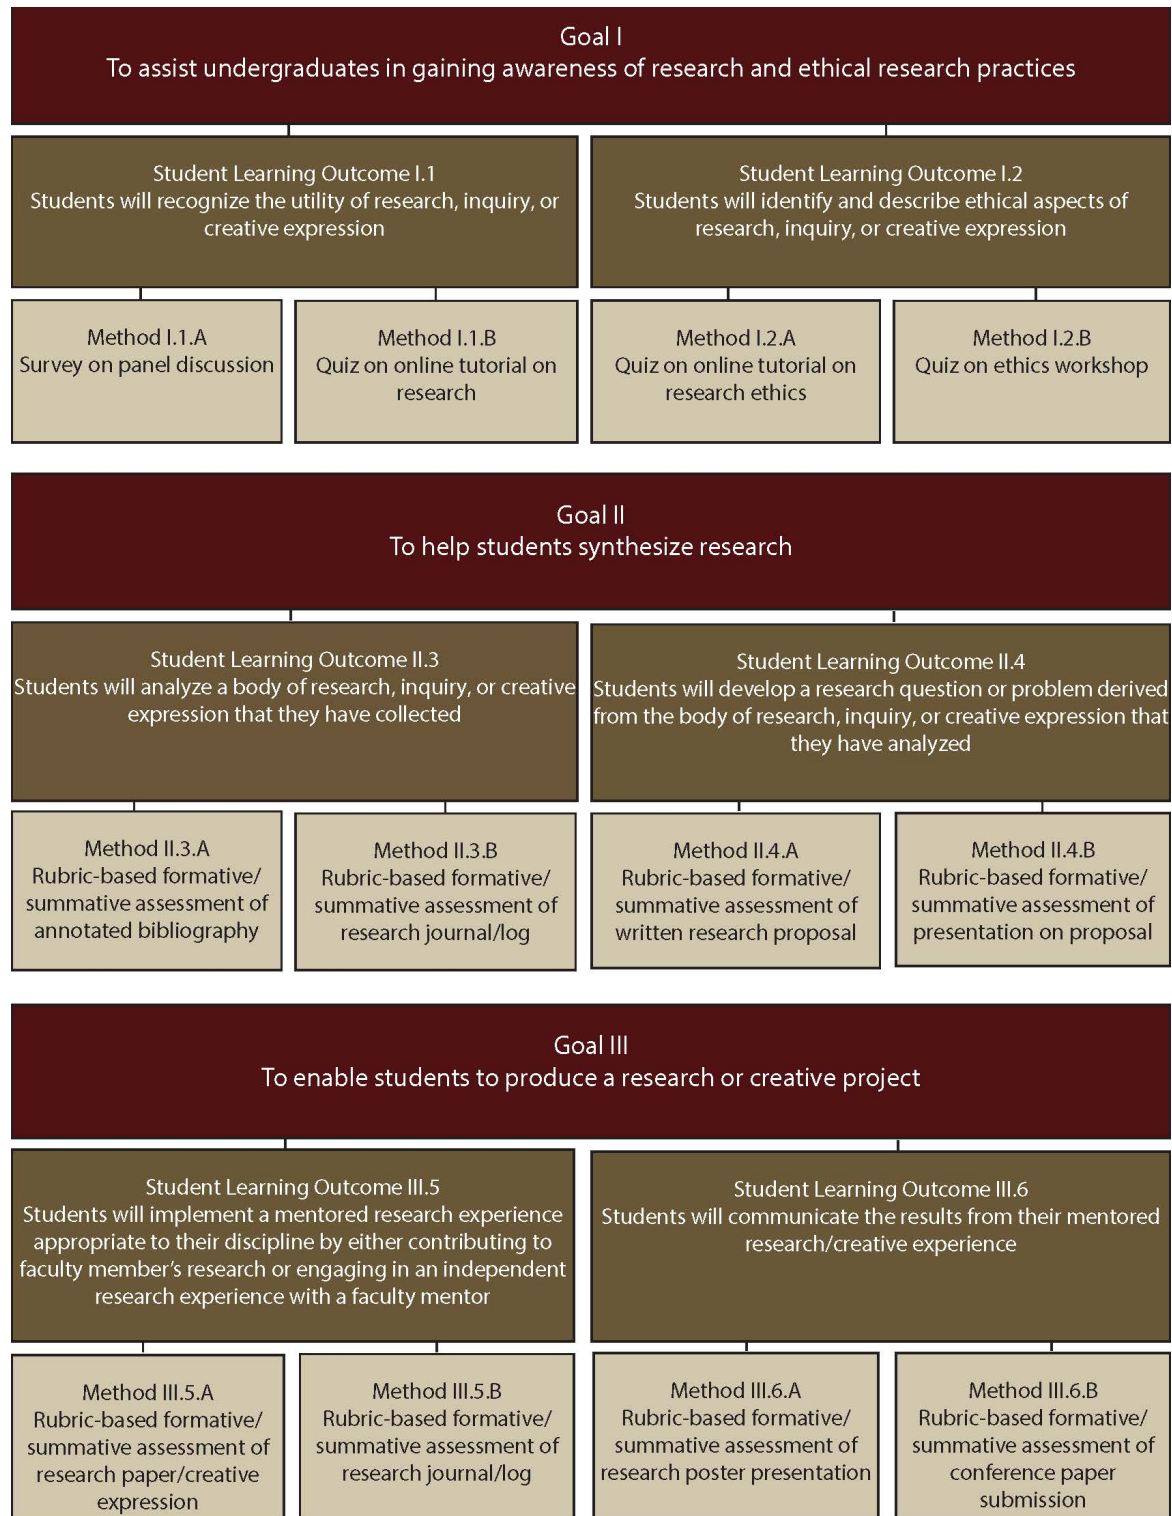 Goal I
To assist undergraduates in gaining awareness of research and ethical research practices
Student Learning Outcome I.1
Students will recognize the utility of research, inquiry, or
creative expression
Student Learning Outcome I.2
Students will identify and describe ethical aspects of
research, inquiry, or creative expression
Method I.1.A
Survey on panel discussion
Method I.1.B
Quiz on online tutorial on
research
Method I.2.A
Quiz on online tutorial on
research ethics
Method I.2.B
Quiz on ethics workshop
Goal II
To help students synthesize research
Student Learning Outcome II.3
Students will analyze a body of research, inquiry, or creative
expression that they have collected
Student Learning Outcome II.4
Students will develop a research question or problem derived
from the body of research, inquiry, or creative expression that
they have analyzed
Method II.3.A
Rubric-based formative/
summative assessment of
annotated bibliography
Method II.3.B
Rubric-based formative/
summative assessment of
research journal/log
Method II.4.A
Rubric-based formative/
summative assessment of
written research proposal
Method II.4.B
Rubric-based formative/
summative assessment of
presentation on proposal
Goal III
To enable students to produce a research or creative project
Student Learning Outcome III.5
Students will implement a mentored research experience
appropriate to their discipline by either contributing to
faculty member's research or engaging in an independent
research experience with a faculty mentor
Student Learning Outcome III.6
Students will communicate the results from their mentored
research/creative experience
Method III.5.A
Rubric-based formative/
summative assessment of
research paper/creative
expression
Method III.5.B
Rubric-based formative/
summative assessment of
research journal/log
Method III.6.A
Rubric-based formative/
summative assessment of
research poster presentation
Method III.6.B
Rubric-based formative/
summative assessment of
conference paper
submission